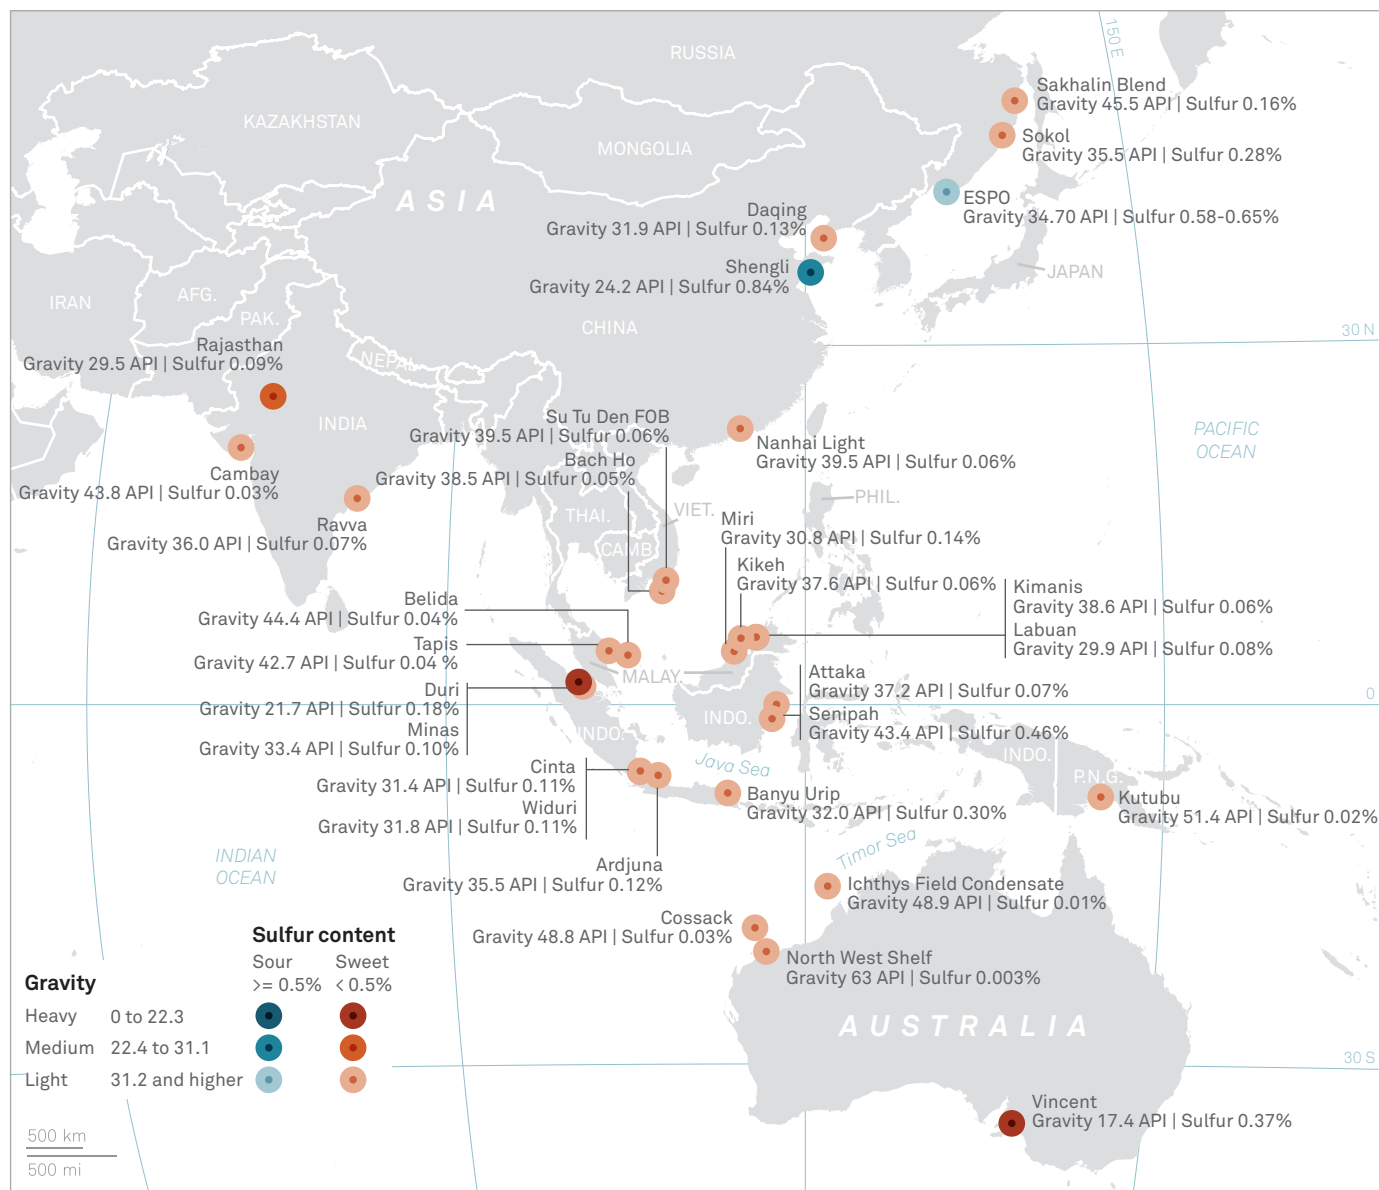 RUSSIA
150 E
Sakhalin Blend
Gravity 45.5 API | Sulfur 0.16%
KAZAKHSTAN
MONGOLIA
Sokol
Gravity 35.5 API | Sulfur 0.28%
ASIA
ESPO
Gravity 34.70 API | Sulfur 0.58-0.65%
Daqing
Gravity 31.9 API | Sulfur 0.13%
Shengli
Gravity 24.2 API | Sulfur 0.84%
JAPAN
IRAN
AFG.
PAK.
CHINA
30 N
Rajasthan
Gravity 29.5 API | Sulfur 0.09%
NEPAL
INDIA
Su Tu Den FOB
Gravity 39.5 API | Sulfur 0.06%
Bach Ho
Gravity 38.5 API | Sulfur 0.05%
Nanhai Light
Gravity 39.5 API | Sulfur 0.06%
PACIFIC
OCEAN
Cambay
Gravity 43.8 API | Sulfur 0.03%
Ravva
Gravity 36.0 API | Sulfur 0.07%
THAI.
VIET.
CAMB.
PHIL.
Miri
Gravity 30.8 API | Sulfur 0.14%
Kikeh
Gravity 37.6 API | Sulfur 0.06%
Kimanis
Gravity 38.6 API | Sulfur 0.06%
Labuan
Gravity 29.9 API | Sulfur 0.08%
Belida
Gravity 44.4 API | Sulfur 0.04%
Tapis
Gravity 42.7 API | Sulfur 0.04 %
MALAY.
Attaka
Gravity 37.2 API | Sulfur 0.07%
Senipah
Gravity 43.4 API | Sulfur 0.46%
0
Duri
Gravity 21.7 API | Sulfur 0.18%
Minas
Gravity 33.4 API | Sulfur 0.10%
INDO.
INDO.
INDO.
P.N.G.
Java Sea
Cinta
Gravity 31.4 API | Sulfur 0.11%
Widuri
Gravity 31.8 API | Sulfur 0.11%
Banyu Urip
Gravity 32.0 API | Sulfur 0.30%
Kutubu
Gravity 51.4 API | Sulfur 0.02%
Timor Sea
INDIAN
OCEAN
Ardjuna
Gravity 35.5 API | Sulfur 0.12%
Ichthys Field Condensate
Gravity 48.9 API | Sulfur 0.01%
Cossack
Gravity 48.8 API | Sulfur 0.03%
North West Shelf
Gravity 63 API | Sulfur 0.003%
AUSTRALIA
30 S
Vincent
Gravity 17.4 API | Sulfur 0.37%
Sulfur content
Sour
>= 0.5%
Sweet
< 0.5%
Gravity
Heavy 0 to 22.3
Medium 22.4 to 31.1
Light 31.2 and higher
500 km
500 mi